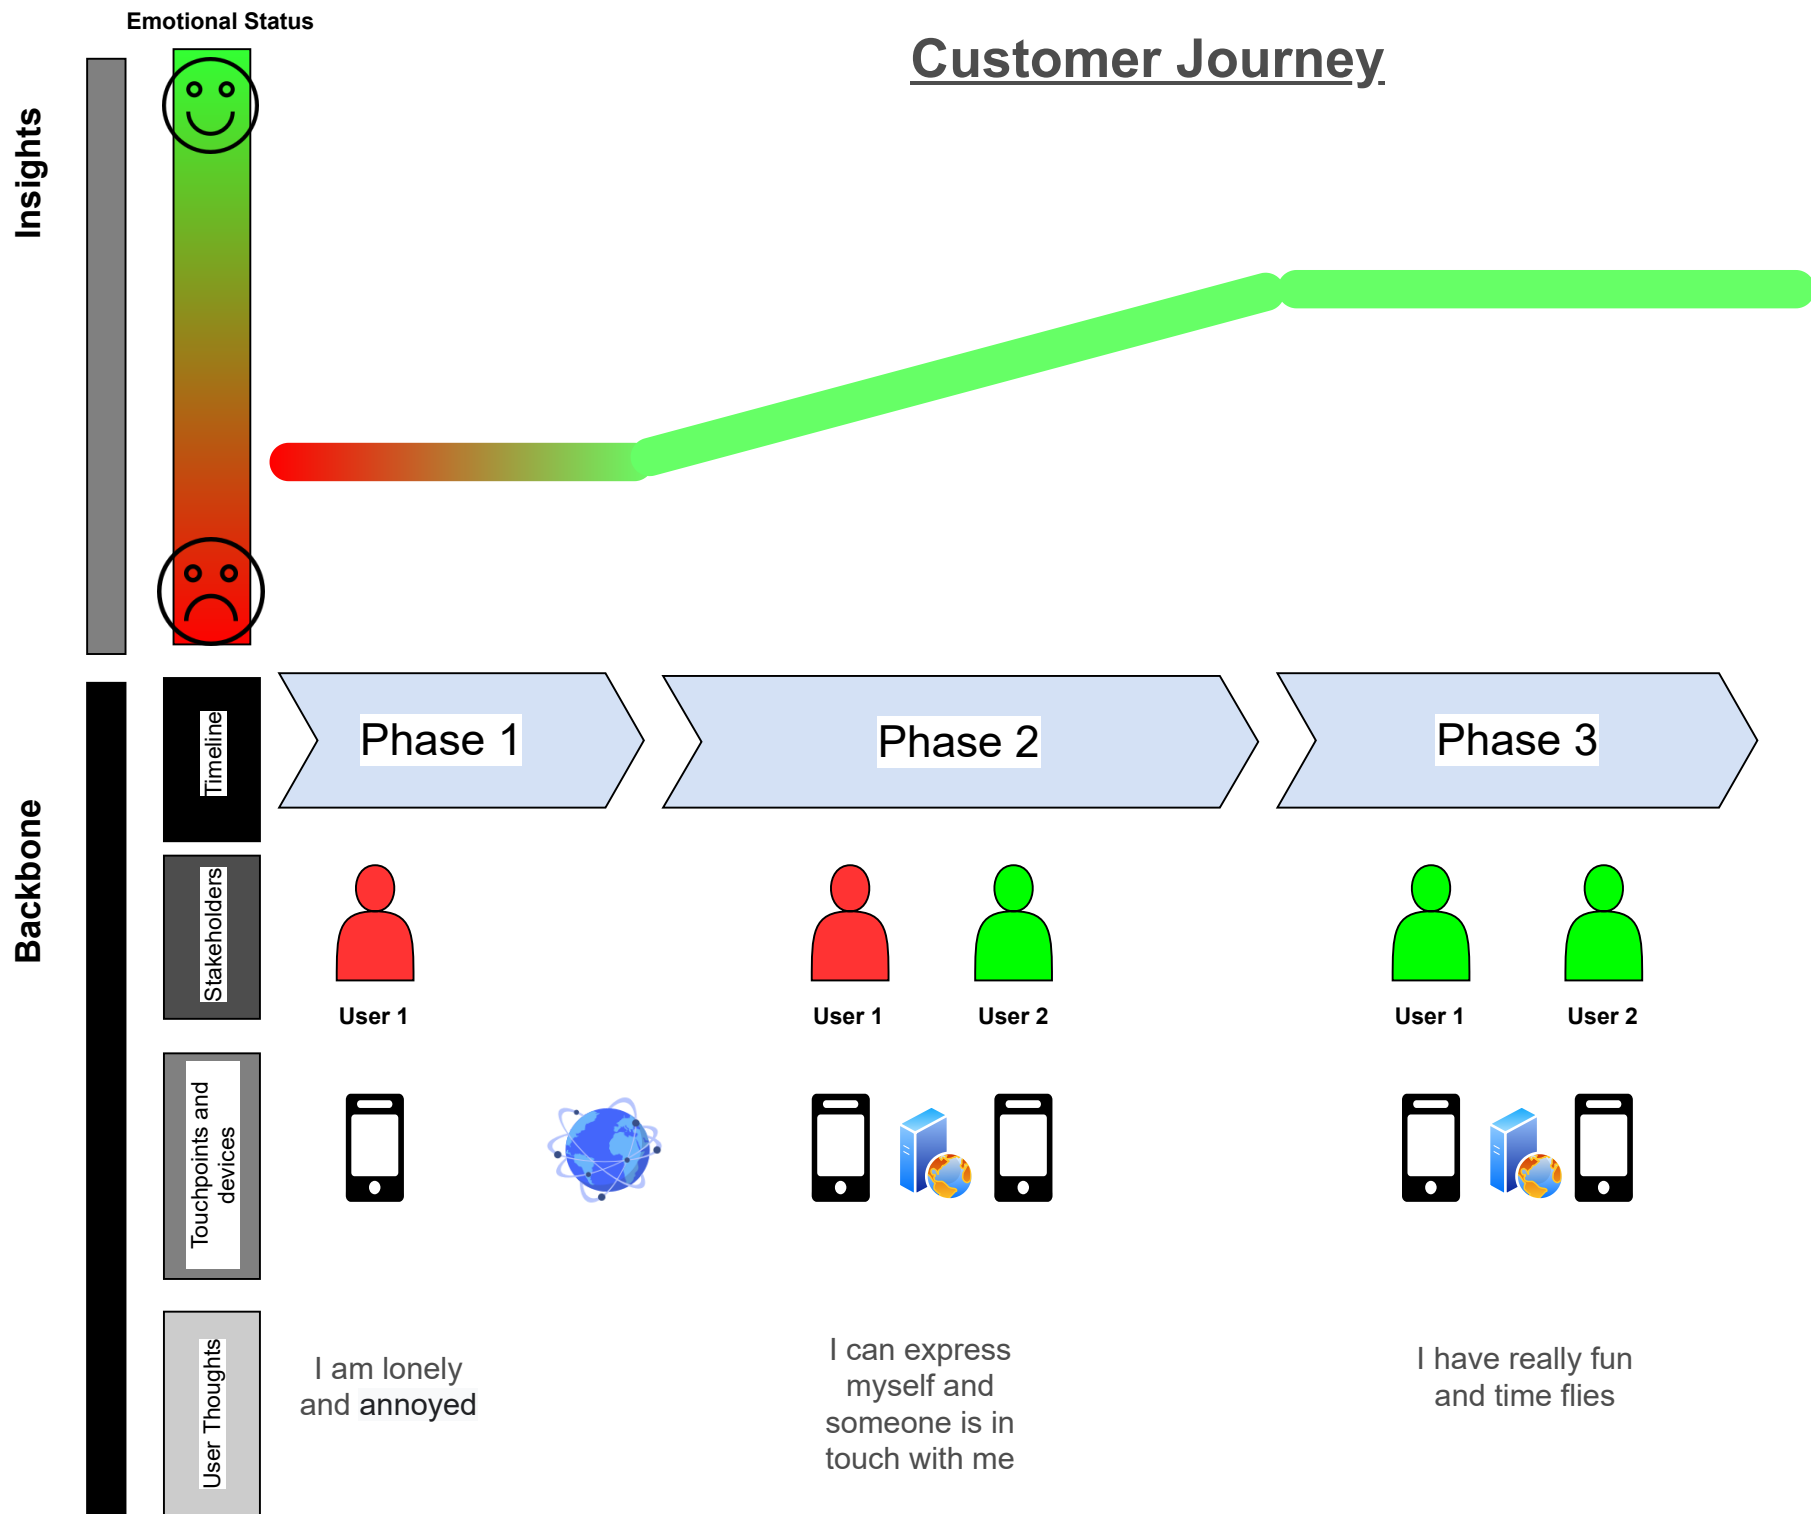 Emotional Status
Customer Journey
Insights
Backbone
Timeline
Phase 1
Phase 2
Phase 3
Stakeholders
User 1
User 1
User 2
User 1
User 2
Touchpoints and
devices
User Thoughts
I am lonely
and annoyed
I can express
myself and
someone is in
touch with me
I have really fun
and time flies